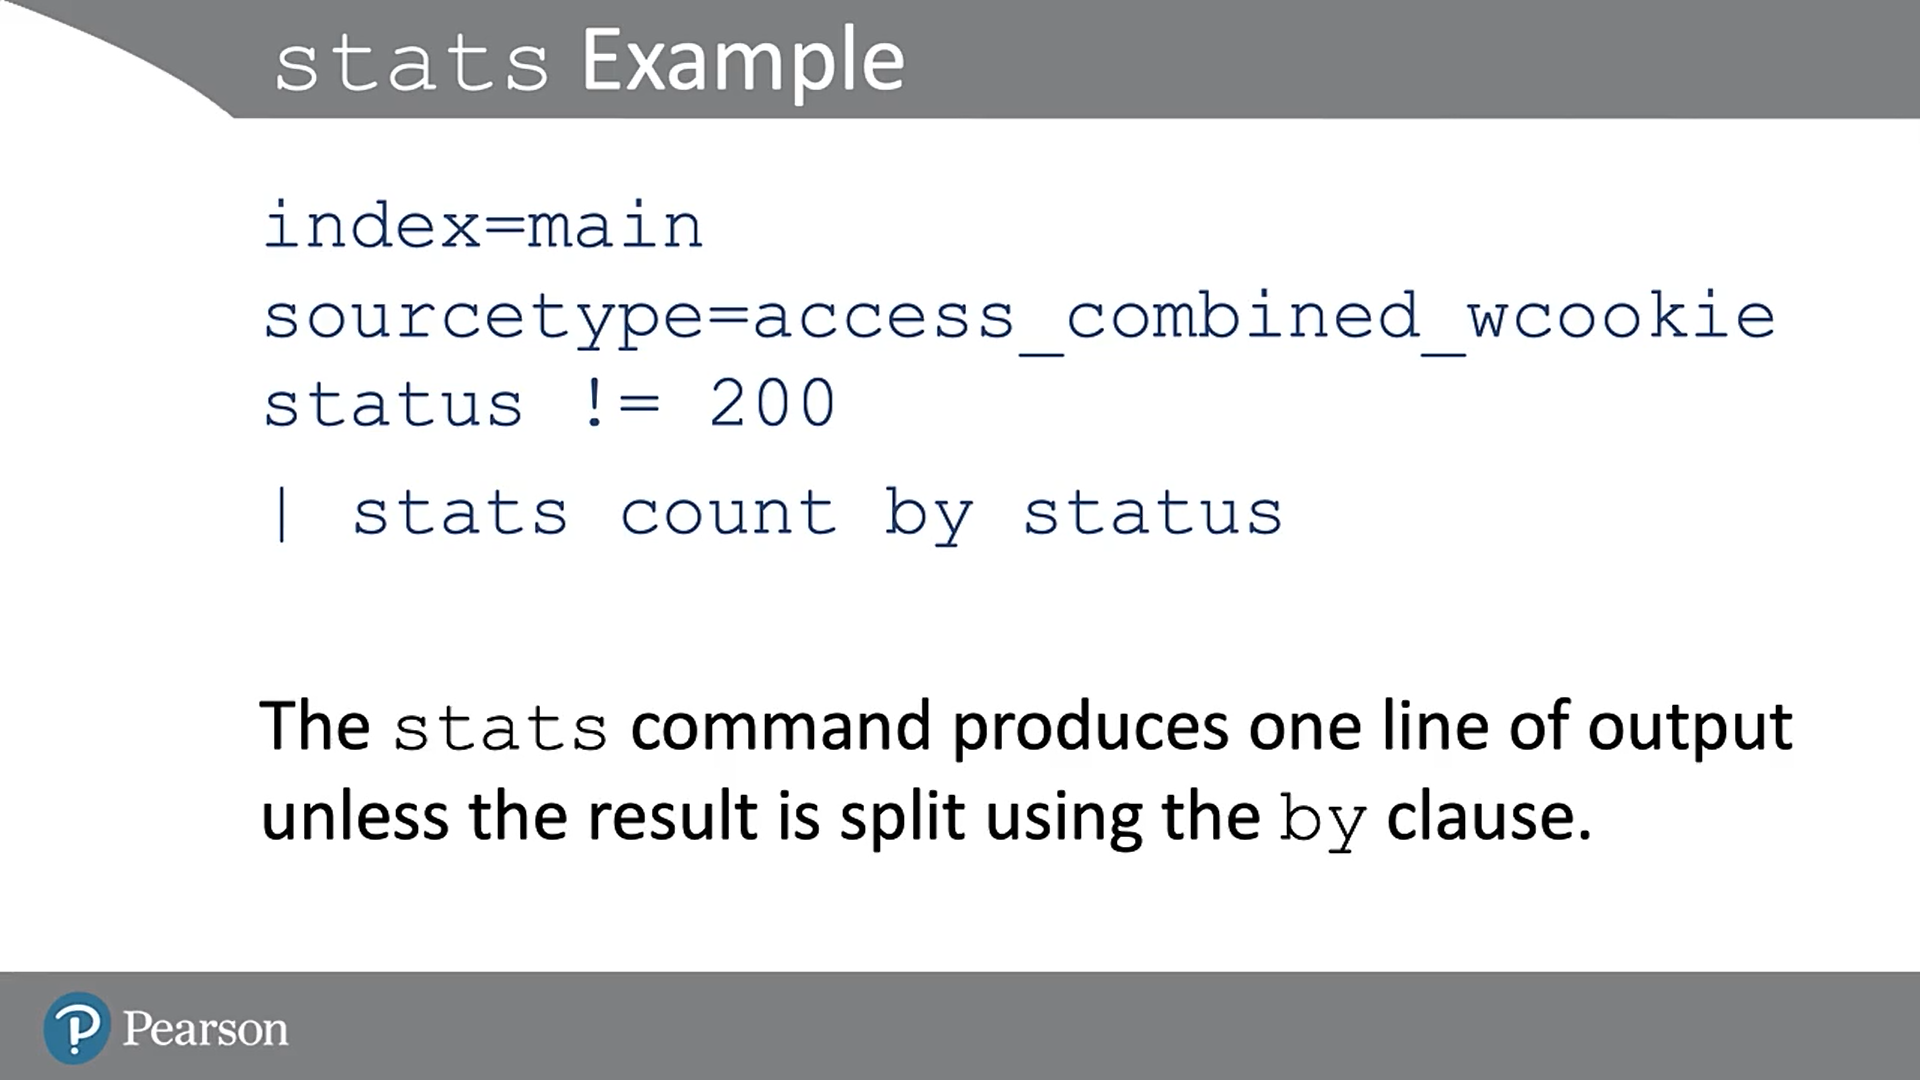 stats Example
index=main
sourcetype=access_combined_wcookie
status != 200
| stats count by status
The stats command produces one line of output
unless the result is split using the by clause.
Pearson